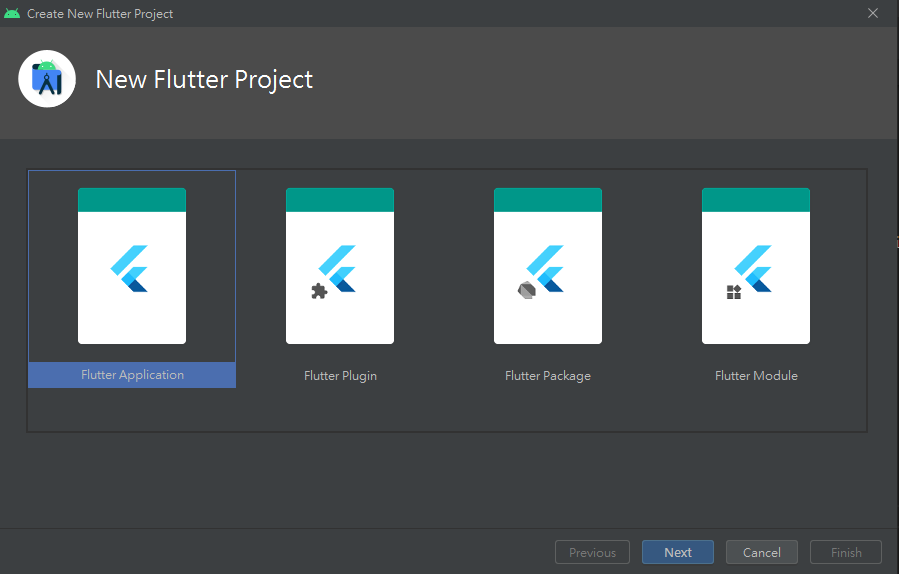 Create New Flutter Project
New Flutter Project
Flutter Application
Flutter Plugin
Flutter Package
Flutter Module
Previous
Next
Cancel
Finish